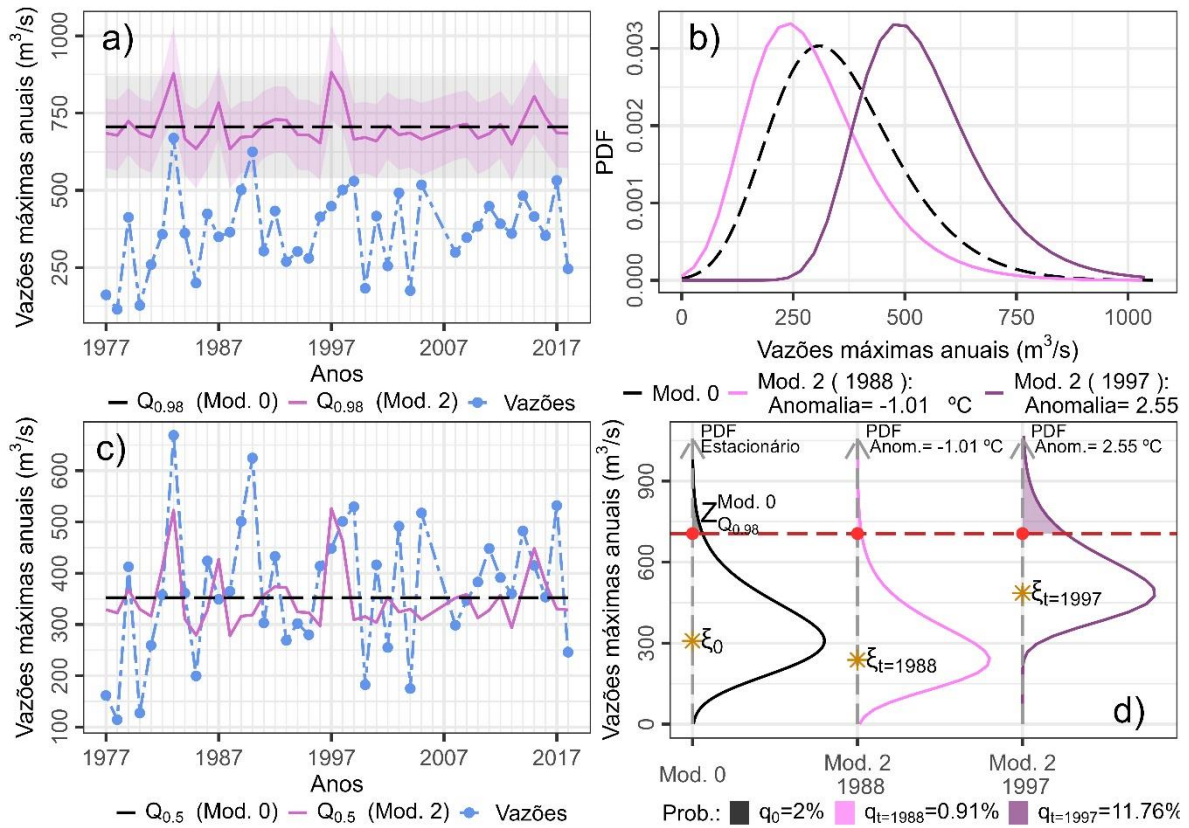 a)
Vazões máximas anuais (m³/s)
1000
750
500
250
1977 1987 1997 2007 2017
Anos
Q0.98 (Mod. 0) Q0.98 (Mod. 2) Vazões
b)
PDF
0.003
0.002
0.001
0.000
0 250 500 750 1000
Vazões máximas anuais (m³/s)
Mod. 0 Mod. 2 ( 1988 ): Anomalia= -1.01 ºC Mod. 2 ( 1997 ): Anomalia= 2.55
c)
Vazões máximas anuais (m³/s)
600
500
400
300
200
100
1977 1987 1997 2007 2017
Anos
Q0.5 (Mod. 0) Q0.5 (Mod. 2) Vazões
d)
Vazões máximas anuais (m³/s)
900
600
300
0
PDF
Estacionário
PDF
Anom.= -1.01 ºC
PDF
Anom.= 2.55 ºC
Z Mod. 0 Q0.98
ξ0
ξt=1988
ξt=1997
Mod. 0
Mod. 2
1988
Mod. 2
1997
Prob.: q0=2% qt=1988=0.91% qt=1997=11.76%